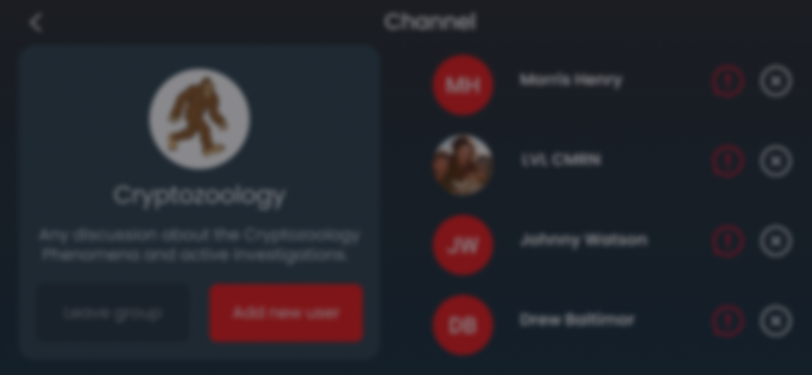 Channel
Cryptozoology
Any discussion about the Cryptozoology
Phenomena and active investigations.
Leave group
Add new user
MH
Morris Henry
LVL CMRN
JW
Johnny Watson
DB
Drew Baltimor